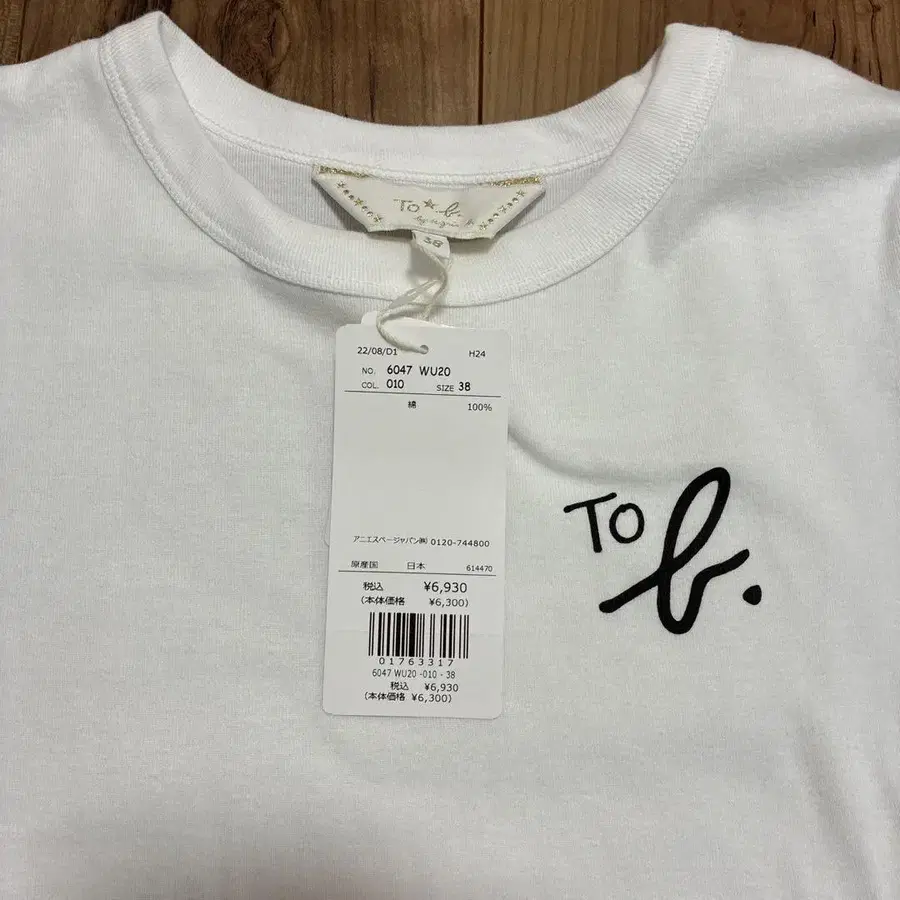 To b.
by agnès b.
38
22/08/D1 H24
NO. 6047 WU20
COL. 010 SIZE 38
綿 100%
アニエスベージャパン㈱ 0120-744800
原産国 日本 614470
税込 ¥6,930
(本体価格 ¥6,300)
01763317
6047 WU20 -010 - 38
税込 ¥6,930
(本体価格 ¥6,300)
TO b.